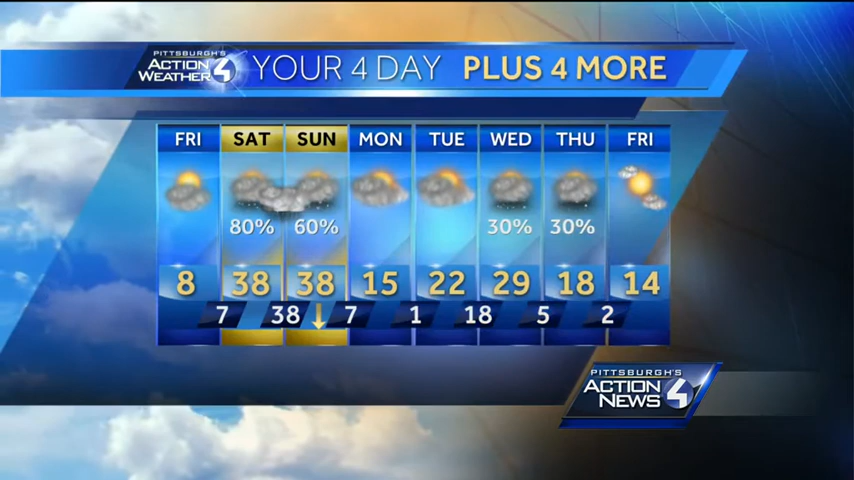 PITTSBURGH'S
ACTION
WEATHER 4
YOUR 4 DAY PLUS 4 MORE
FRI SAT SUN MON TUE WED THU FRI
80% 60% 30% 30%
8 38 38 15 22 29 18 14
7 38 7 1 18 5 2
PITTSBURGH'S
ACTION
NEWS 4